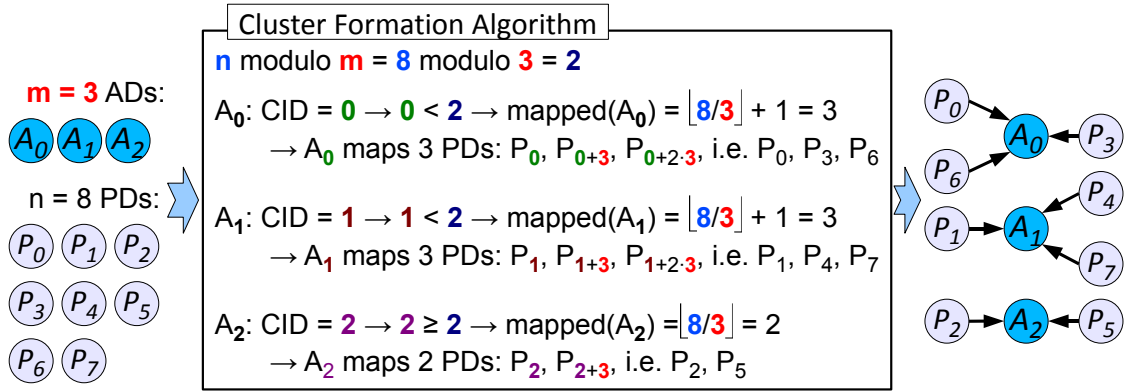 m = 3 ADs:
A0 A1 A2
n = 8 PDs:
P0 P1 P2
P3 P4 P5
P6 P7
Cluster Formation Algorithm
n modulo m = 8 modulo 3 = 2
A0: CID = 0 → 0 < 2 → mapped(A0) = ⌊8/3⌋ + 1 = 3
→ A0 maps 3 PDs: P0, P0+3, P0+2·3, i.e. P0, P3, P6
A1: CID = 1 → 1 < 2 → mapped(A1) = ⌊8/3⌋ + 1 = 3
→ A1 maps 3 PDs: P1, P1+3, P1+2·3, i.e. P1, P4, P7
A2: CID = 2 → 2 ≥ 2 → mapped(A2) =⌊8/3⌋ = 2
→ A2 maps 2 PDs: P2, P2+3, i.e. P2, P5
P0
A0 P3
P6
P4
P1 A1
P7
P2 A2 P5